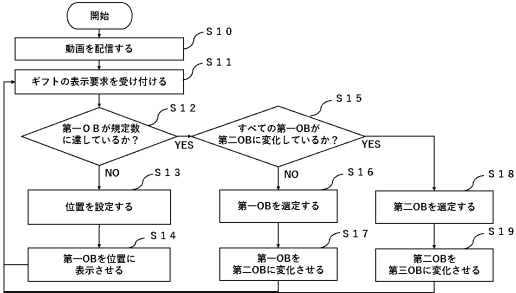 開始
S10
動画を配信する
S11
ギフトの表示要求を受け付ける
S12
第一OBが規定数
に達しているか？
YES
NO
S15
すべての第一OBが
第二OBに変化しているか？
YES
NO
S13
位置を設定する
S14
第一OBを位置に
表示させる
S16
第一OBを選定する
S17
第一OBを
第二OBに変化させる
S18
第二OBを選定する
S19
第二OBを
第三OBに変化させる